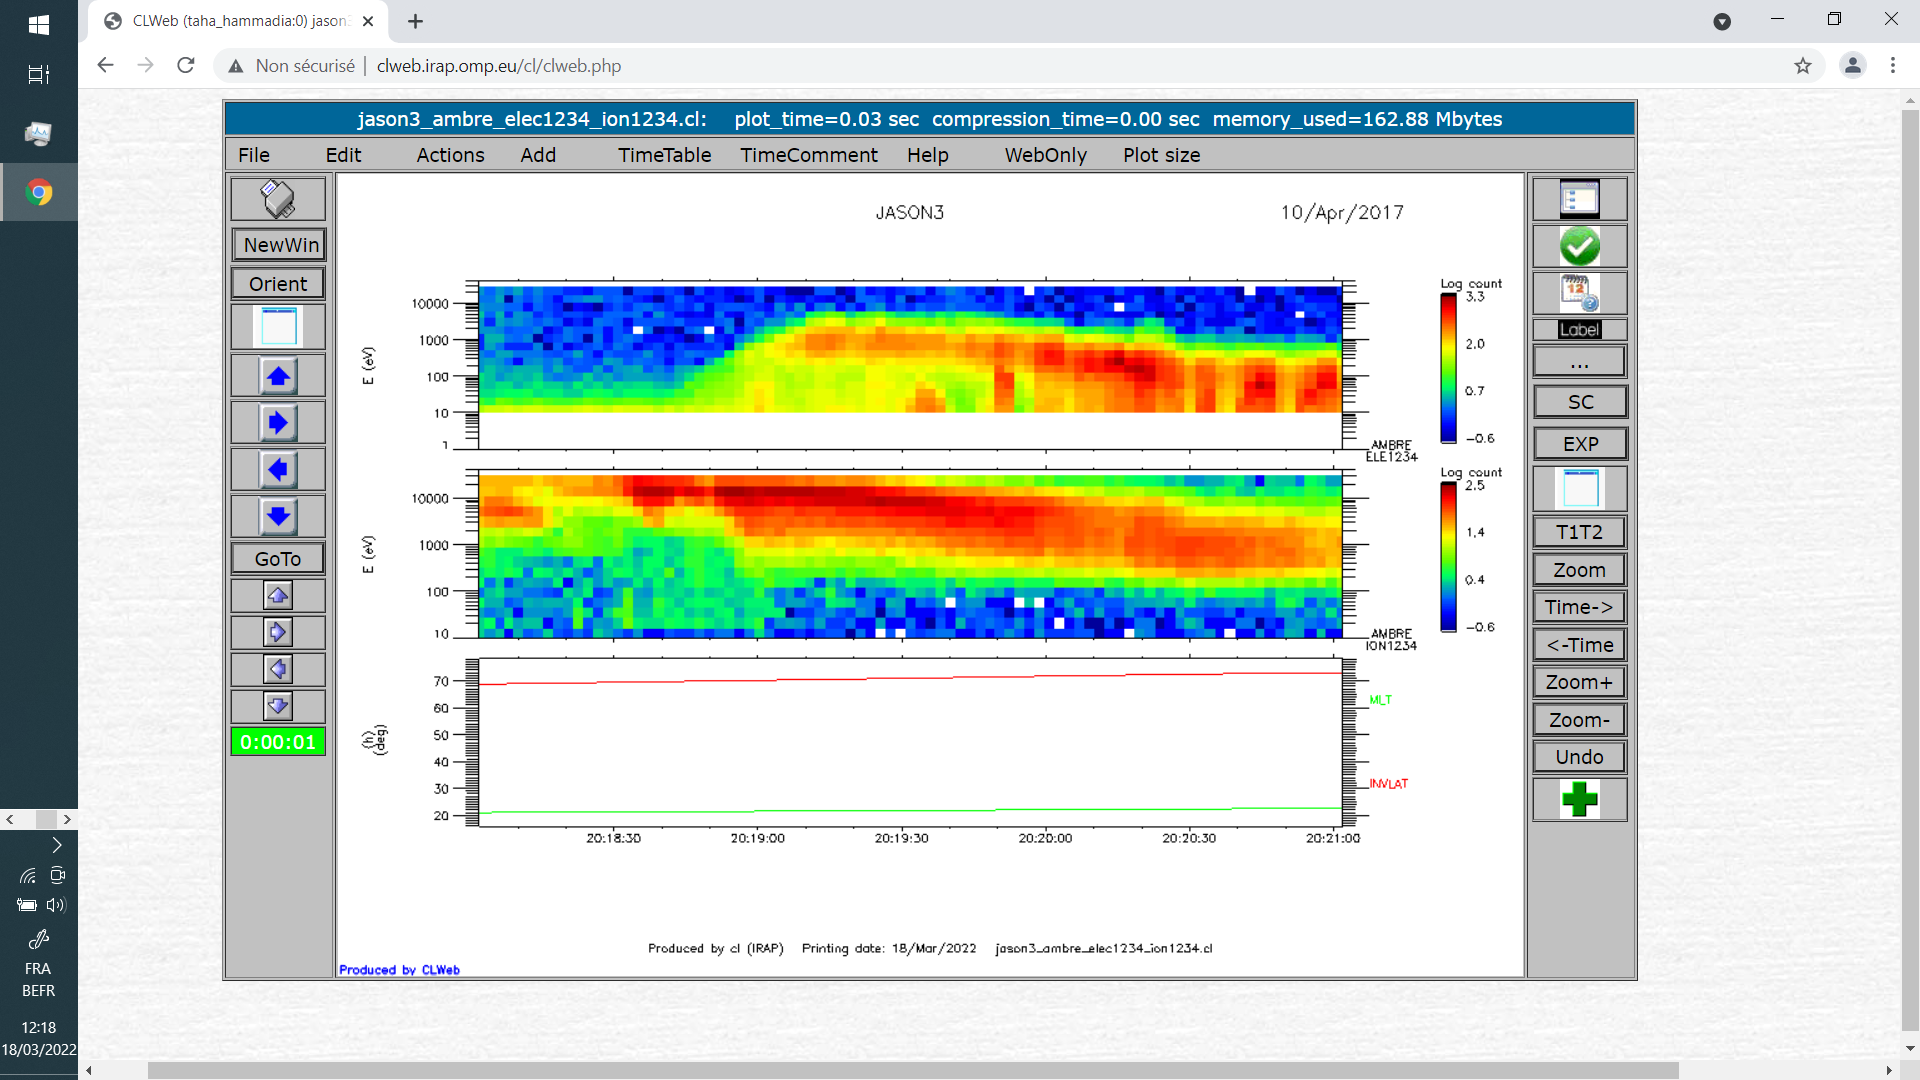 CLWeb (taha_hammadia:0) jason3
Non sécurisé | clweb.irap.omp.eu/cl/clweb.php
jason3_ambre_elec1234_ion1234.cl: plot_time=0.03 sec compression_time=0.00 sec memory_used=162.88 Mbytes
File Edit Actions Add TimeTable TimeComment Help WebOnly Plot size
NewWin
Orient
GoTo
0:00:01
JASON3 10/Apr/2017
E (eV)
10000
1000
100
10
1
AMBRE
ELE1234
Log count
3.3
2.0
0.7
-0.6
E (eV)
10000
1000
100
10
AMBRE
ION1234
Log count
2.5
1.4
0.4
-0.6
(h)
(deg)
70
60
50
40
30
20
MLT
INVLAT
20:18:30 20:19:00 20:19:30 20:20:00 20:20:30 20:21:00
Produced by cl (IRAP) Printing date: 18/Mar/2022 jason3_ambre_elec1234_ion1234.cl
Produced by CLWeb
12
Label
...
SC
EXP
T1T2
Zoom
Time->
<-Time
Zoom+
Zoom-
Undo
FRA
BEFR
12:18
18/03/2022